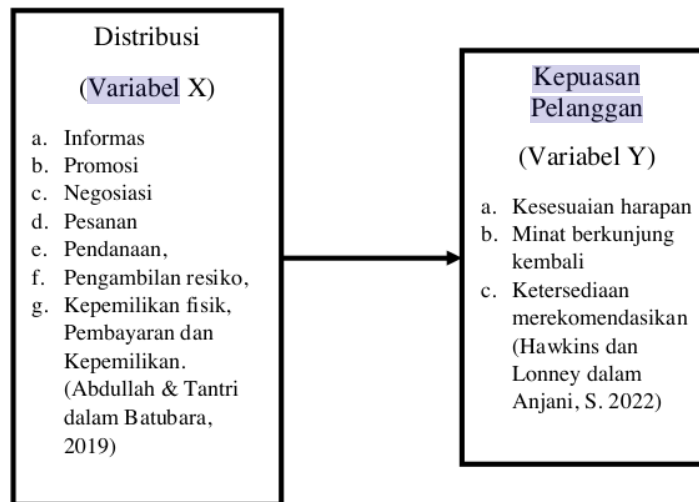 Distribusi
(Variabel X)
a. Informas
b. Promosi
c. Negosiasi
d. Pesanan
e. Pendanaan,
f. Pengambilan resiko,
g. Kepemilikan fisik,
Pembayaran dan
Kepemilikan.
(Abdullah & Tantri
dalam Batubara,
2019)
Kepuasan
Pelanggan
(Variabel Y)
a. Kesesuaian harapan
b. Minat berkunjung
kembali
c. Ketersediaan
merekomendasikan
(Hawkins dan
Lonney dalam
Anjani, S. 2022)